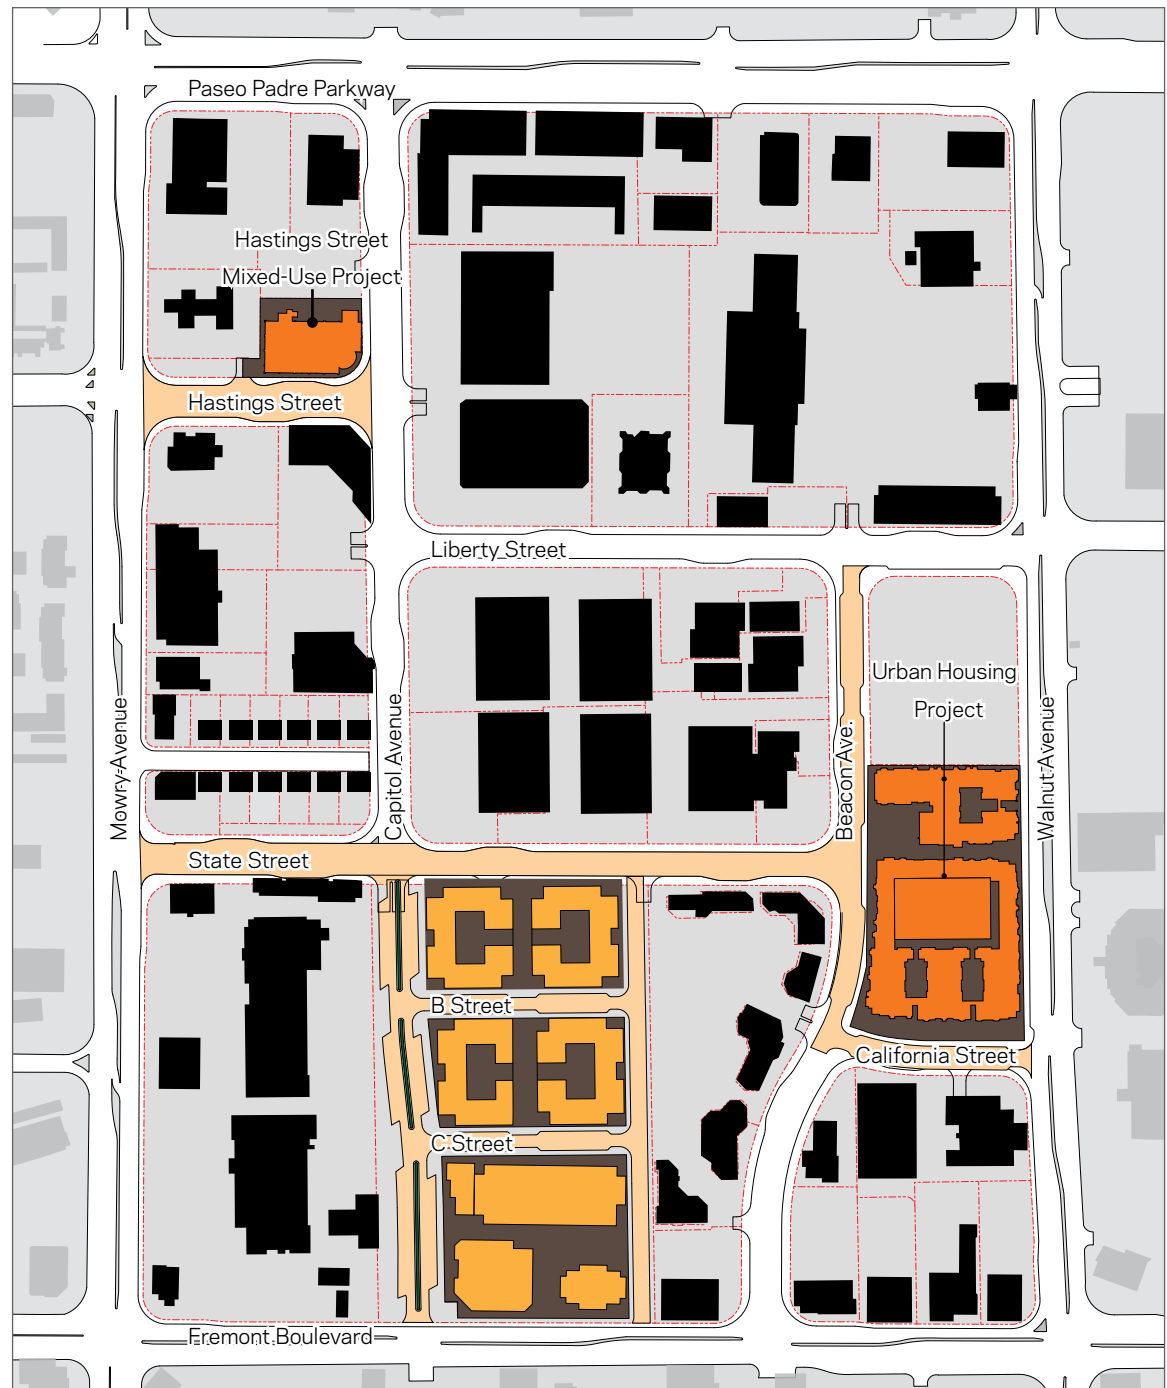 Paseo Padre Parkway
Hastings Street
Mixed-Use Project
Hastings Street
Liberty Street
Urban Housing
Project
Mowry Avenue
Capitol Avenue
Beacon Ave.
Walnut Avenue
State Street
B Street
California Street
C Street
Fremont Boulevard